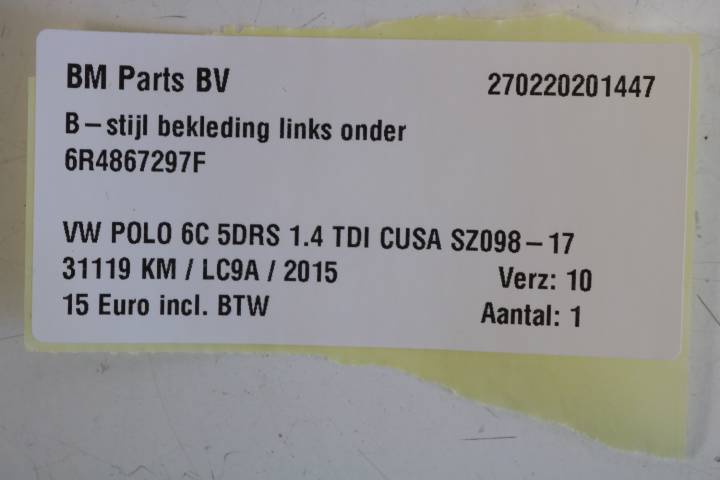 BM Parts BV 270220201447
B-stijl bekleding links onder
6R4867297F
VW POLO 6C 5DRS 1.4 TDI CUSA SZ098-17
31119 KM / LC9A / 2015 Verz: 10
15 Euro incl. BTW Aantal: 1